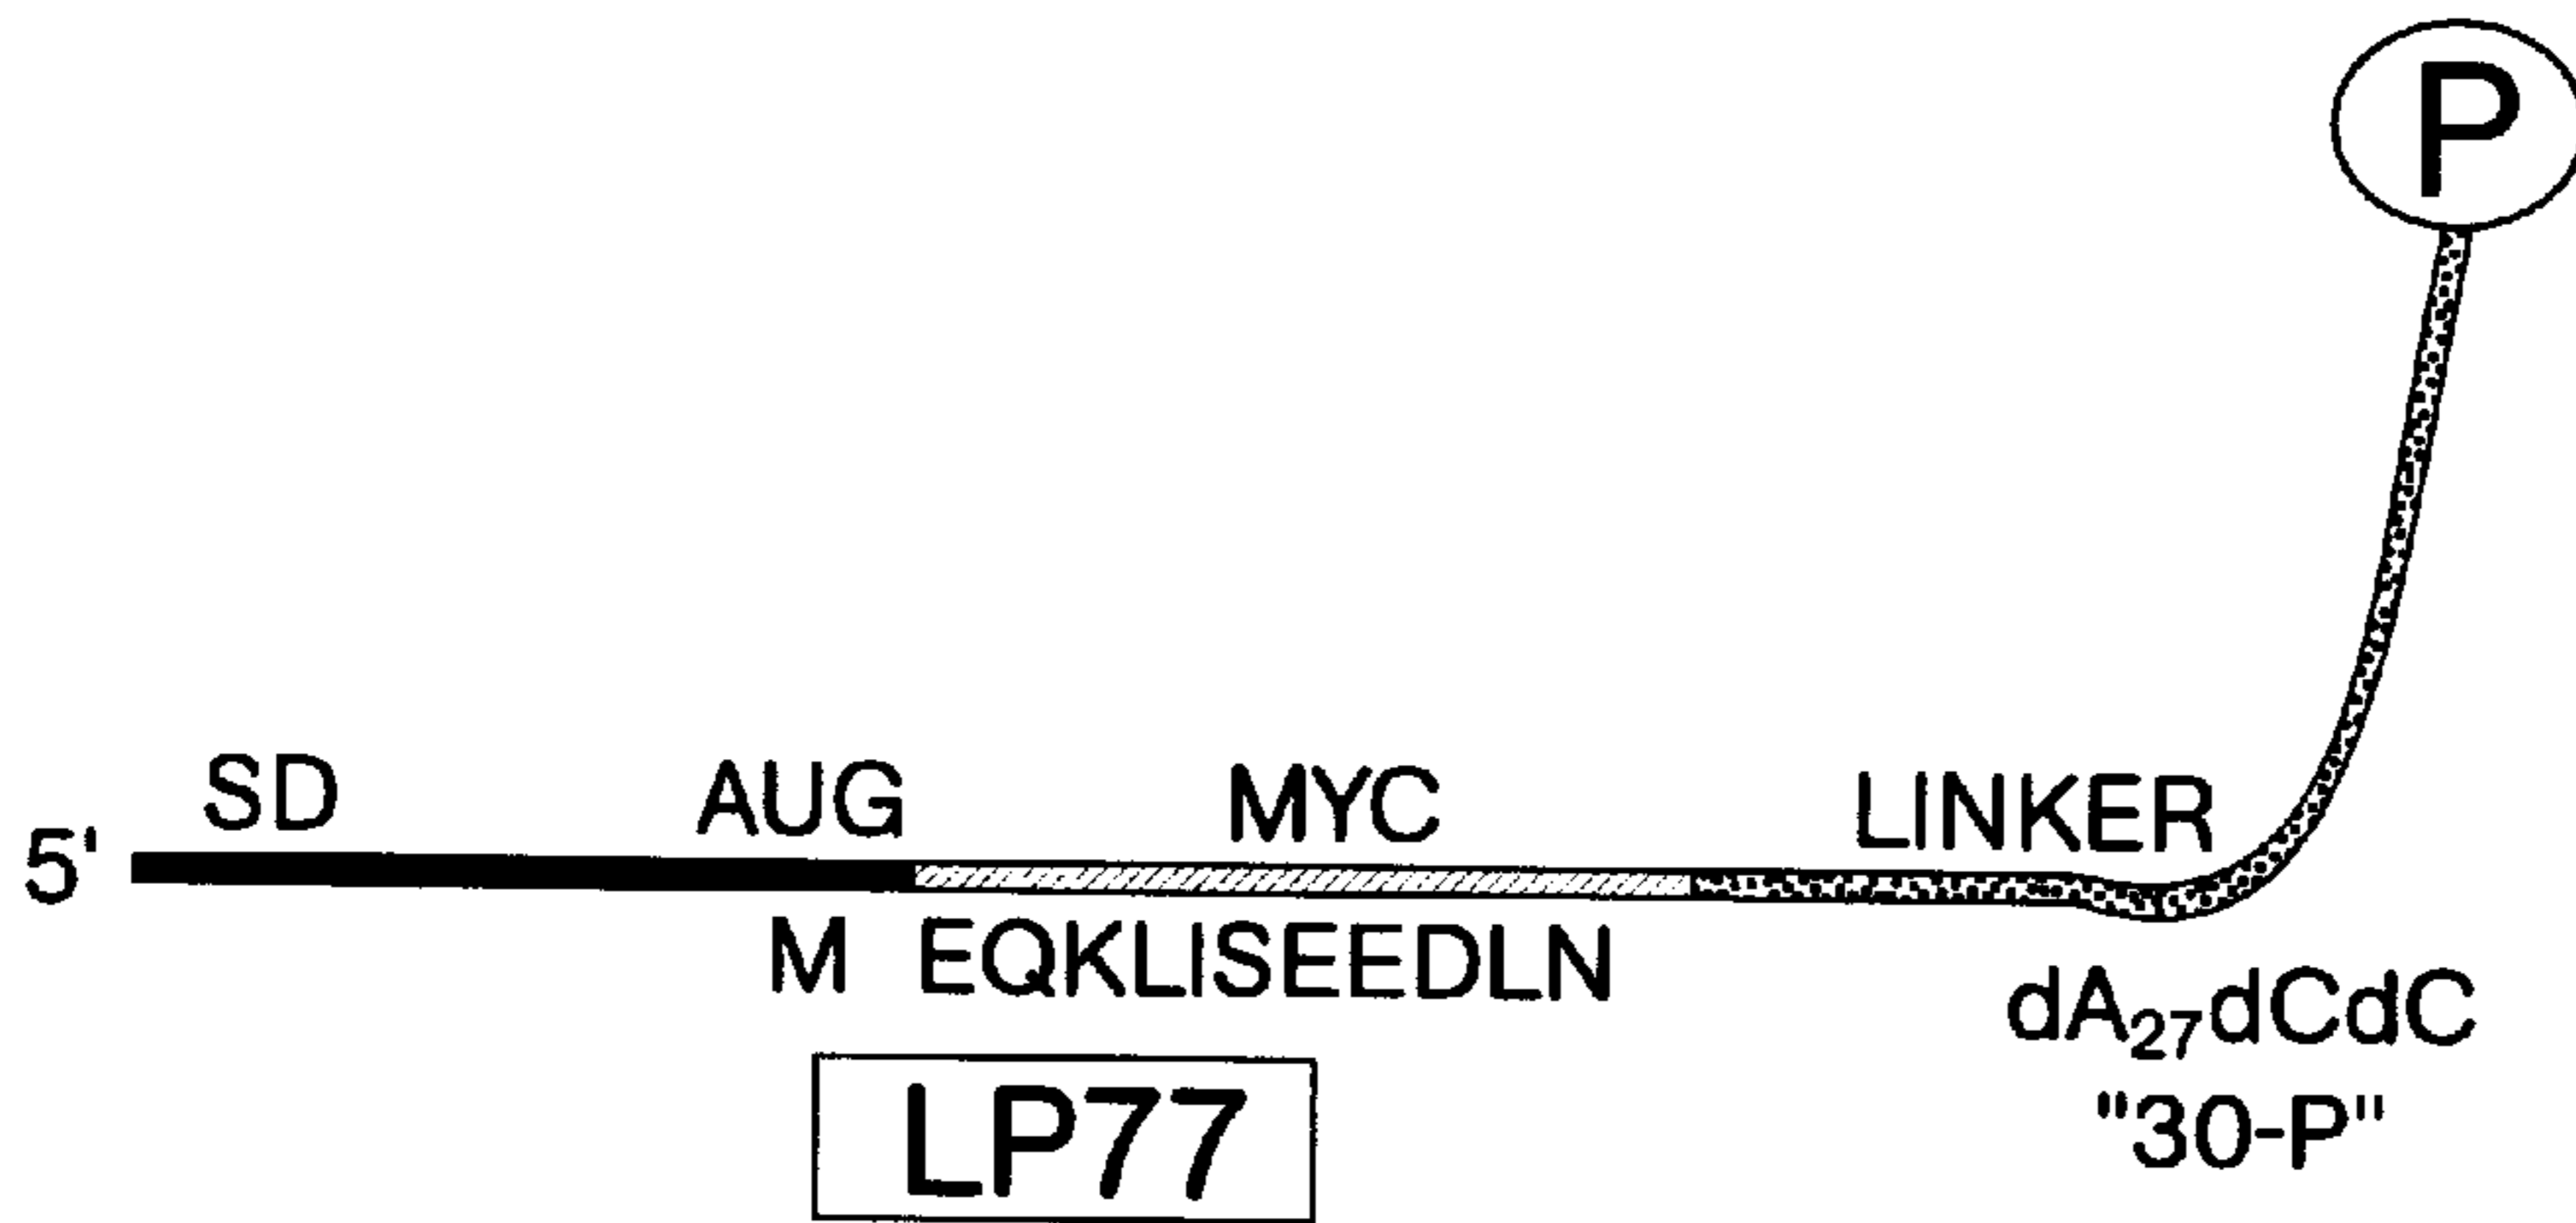 P
SD AUG MYC LINKER
5'
M EQKLISEEDLN
dA₂₇dCdC
LP77
"30-P"